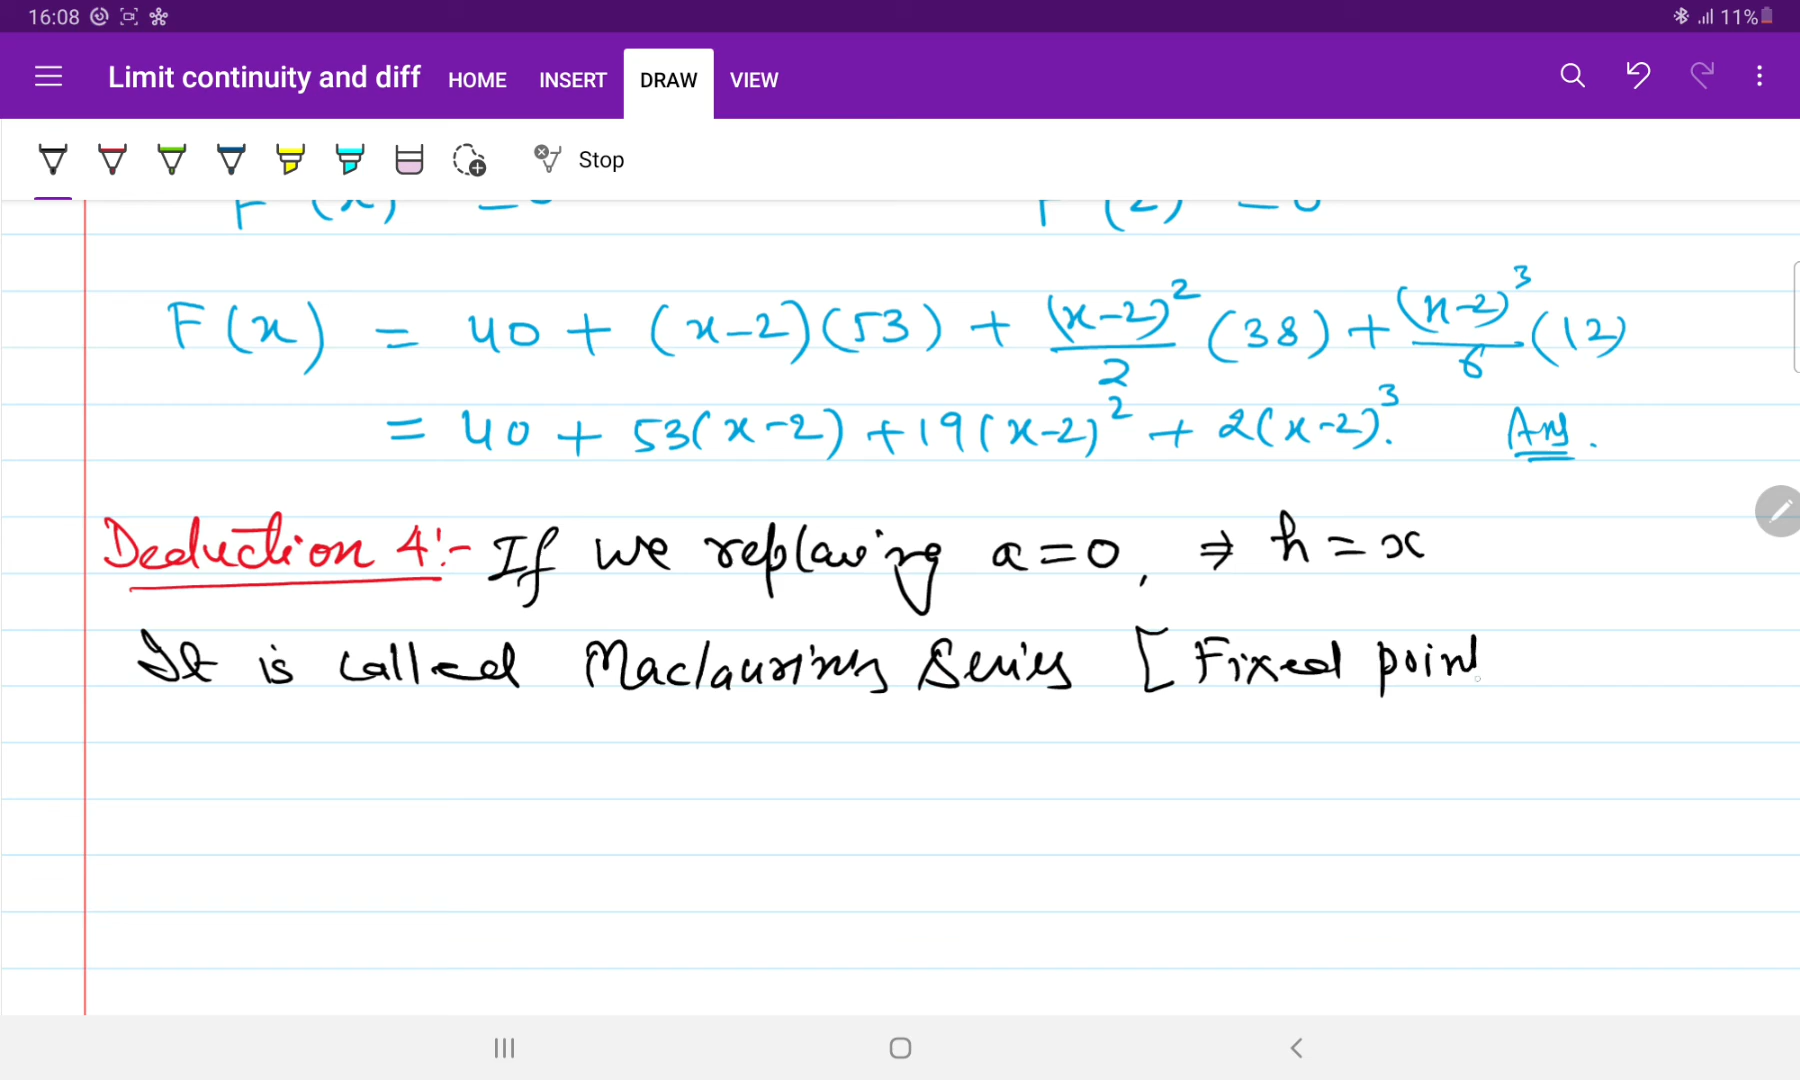 16:08 11%
Limit continuity and diff HOME INSERT DRAW VIEW
Stop
F(x) = 40 + (x-2)(53) + (x-2)²/2 (38) + (x-2)³/6 (12)
= 40 + 53(x-2) + 19(x-2)² + 2(x-2)³. Ans.
Deduction 4:- If we replacing a=0, ⇒ h=x
It is called Maclaurins Series [Fixed point